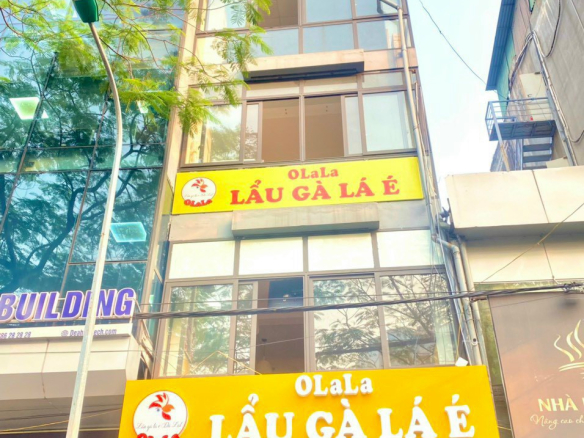 OLaLa
LẨU GÀ LÁ É
OLaLa
BUILDING
OLaLa
LẨU GÀ LÁ É
NHÀ